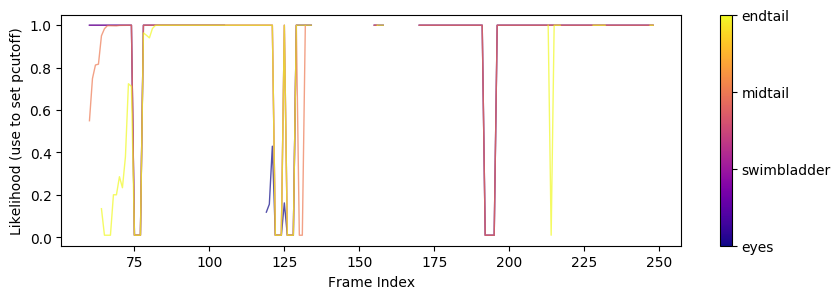 Likelihood (use to set pcutoff)
1.0
0.8
0.6
0.4
0.2
0.0
75
100
125
150
175
200
225
250
Frame Index
endtail
midtail
swimbladder
eyes